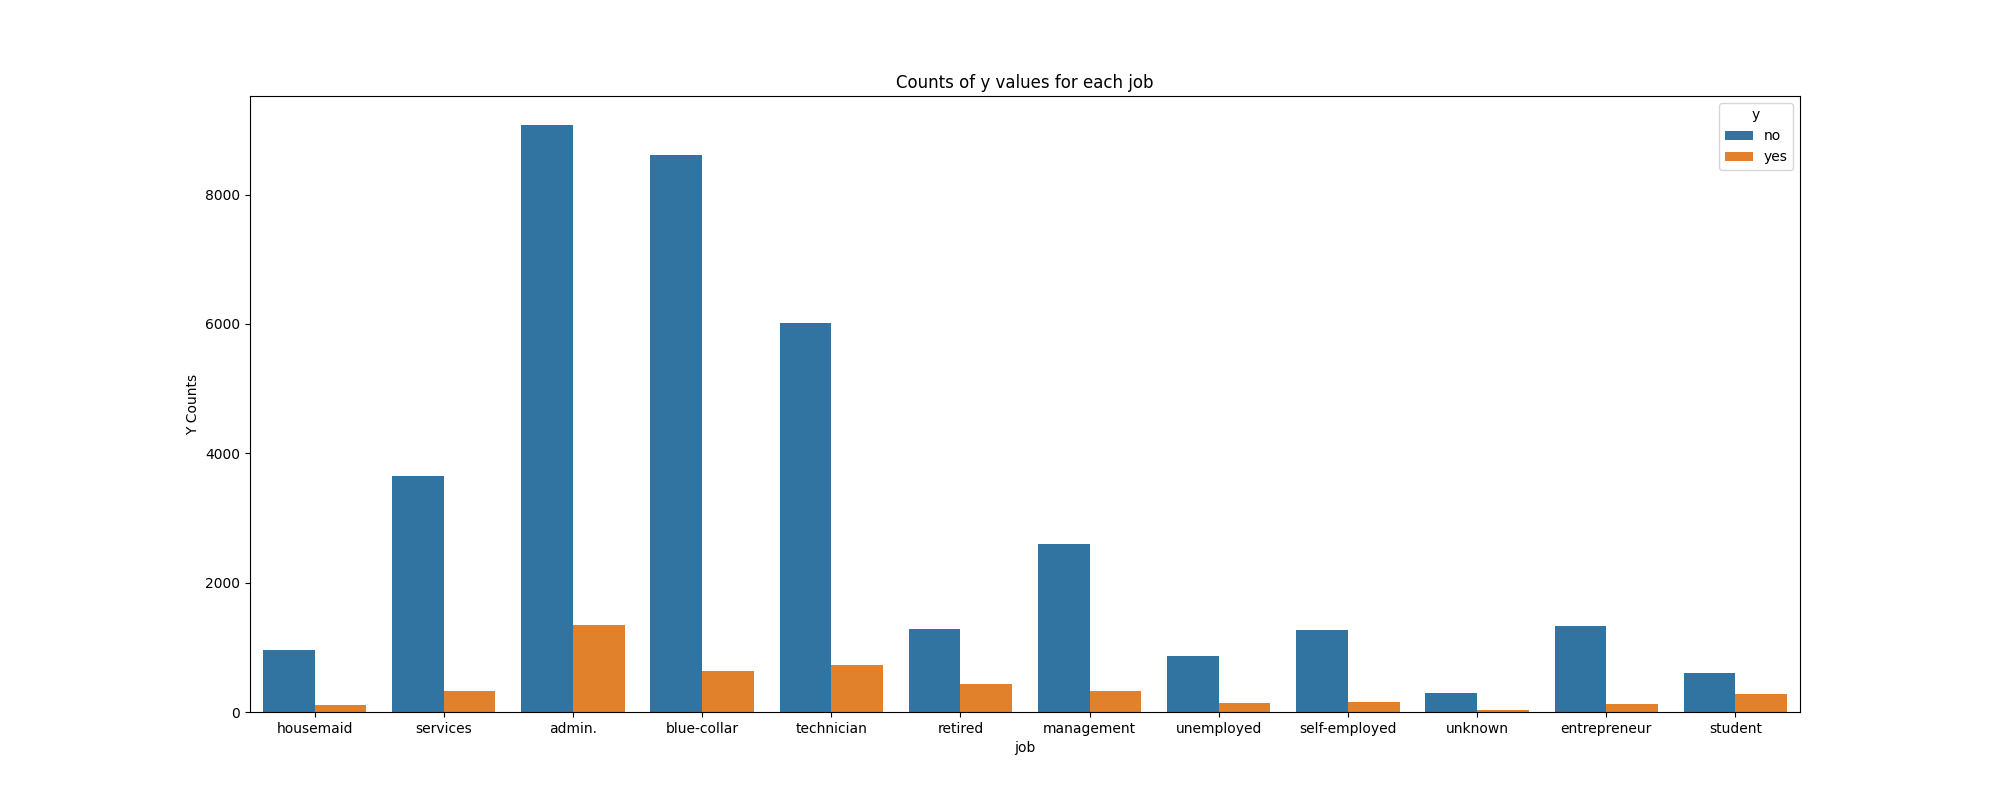 Counts of y values for each job
y
no
yes
8000
6000
4000
2000
0
Y Counts
housemaid services admin. blue-collar technician retired management unemployed self-employed unknown entrepreneur student
job